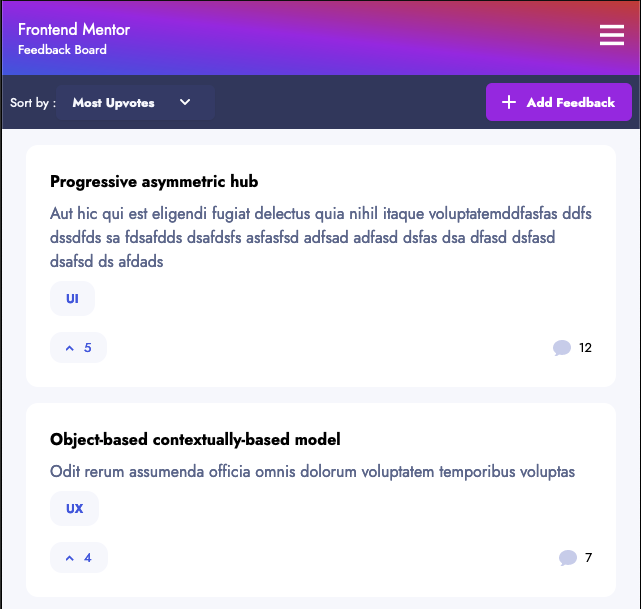 Frontend Mentor
Feedback Board
Sort by : Most Upvotes
Add Feedback
Progressive asymmetric hub
Aut hic qui est eligendi fugiat delectus quia nihil itaque voluptatemddfasfas ddfs
dssdfds sa fdsafdds dsafdsfs asfasfsd adfsad adfasd dsfas dsa dfasd dsfasd
dsafsd ds afdads
UI
5
12
Object-based contextually-based model
Odit rerum assumenda officia omnis dolorum voluptatem temporibus voluptas
UX
4
7